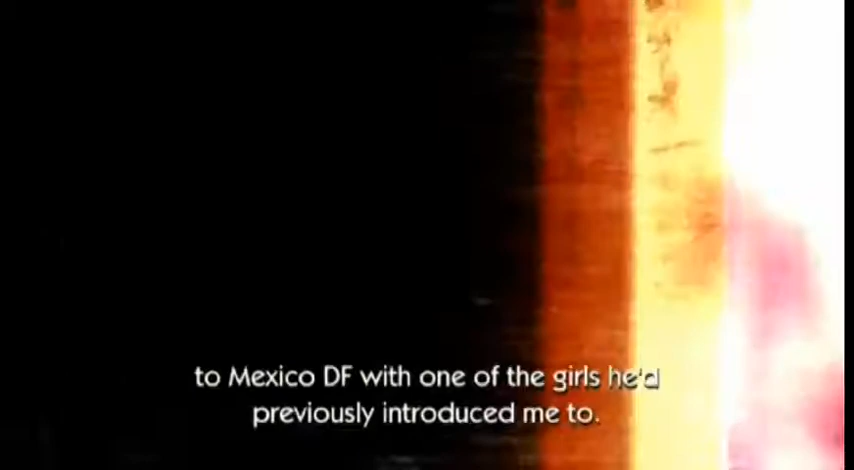 to Mexico DF with one of the girls he'd
previously introduced me to.